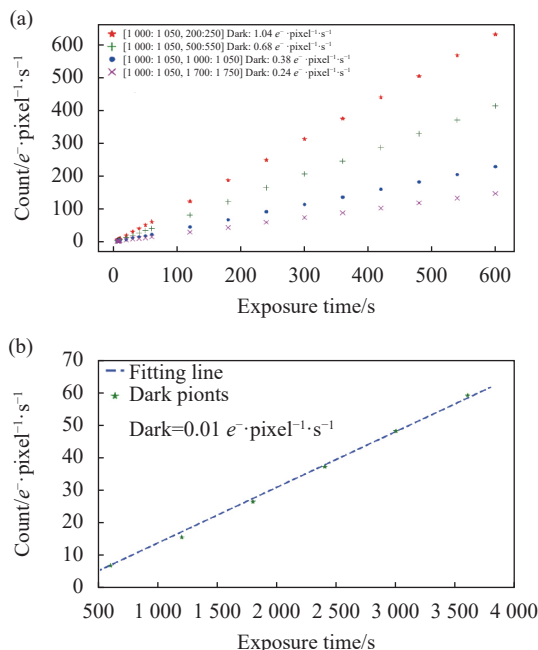 (a)
[1 000: 1 050, 200:250] Dark: 1.04 e⁻·pixel⁻¹·s⁻¹
[1 000: 1 050, 500:550] Dark: 0.68 e⁻·pixel⁻¹·s⁻¹
[1 000: 1 050, 1 000: 1 050] Dark: 0.38 e⁻·pixel⁻¹·s⁻¹
[1 000: 1 050, 1 700: 1 750] Dark: 0.24 e⁻·pixel⁻¹·s⁻¹
Count/e⁻·pixel⁻¹·s⁻¹
600
500
400
300
200
100
0
0 100 200 300 400 500 600
Exposure time/s
(b)
Fitting line
Dark pionts
Dark=0.01 e⁻·pixel⁻¹·s⁻¹
Count/e⁻·pixel⁻¹·s⁻¹
70
60
50
40
30
20
10
0
500 1 000 1 500 2 000 2 500 3 000 3 500 4 000
Exposure time/s